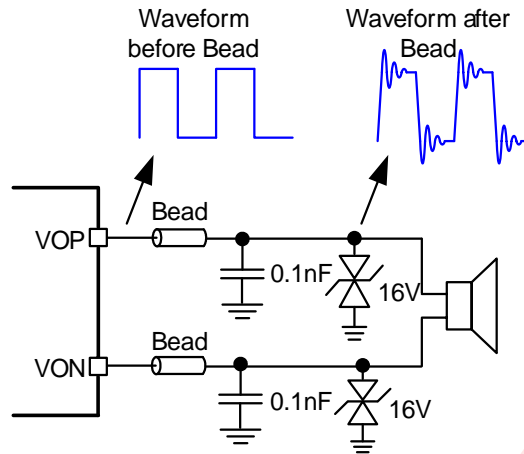 Waveform
before Bead
Waveform after
Bead
VOP
Bead
0.1nF
16V
VON
Bead
0.1nF
16V